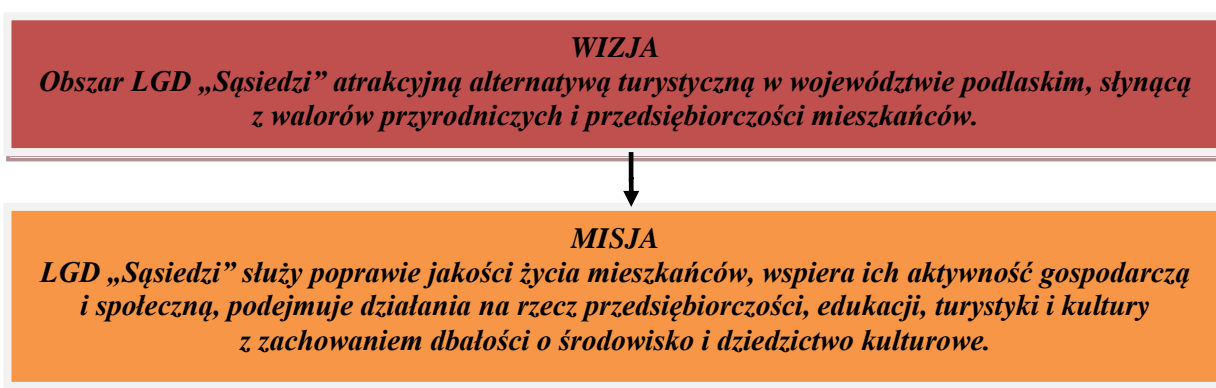 WIZJA
Obszar LGD „Sąsiedzi” atrakcyjną alternatywą turystyczną w województwie podlaskim, słynącą
z walorów przyrodniczych i przedsiębiorczości mieszkańców.
MISJA
LGD „Sąsiedzi” służy poprawie jakości życia mieszkańców, wspiera ich aktywność gospodarczą
i społeczną, podejmuje działania na rzecz przedsiębiorczości, edukacji, turystyki i kultury
z zachowaniem dbałości o środowisko i dziedzictwo kulturowe.